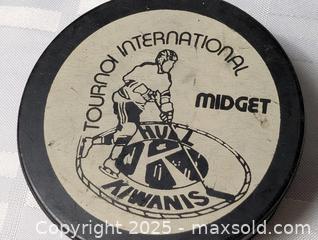 TOURNOI INTERNATIONAL
MIDGET
HULL
KIWANIS
Copyright © 2025 - maxsold.com